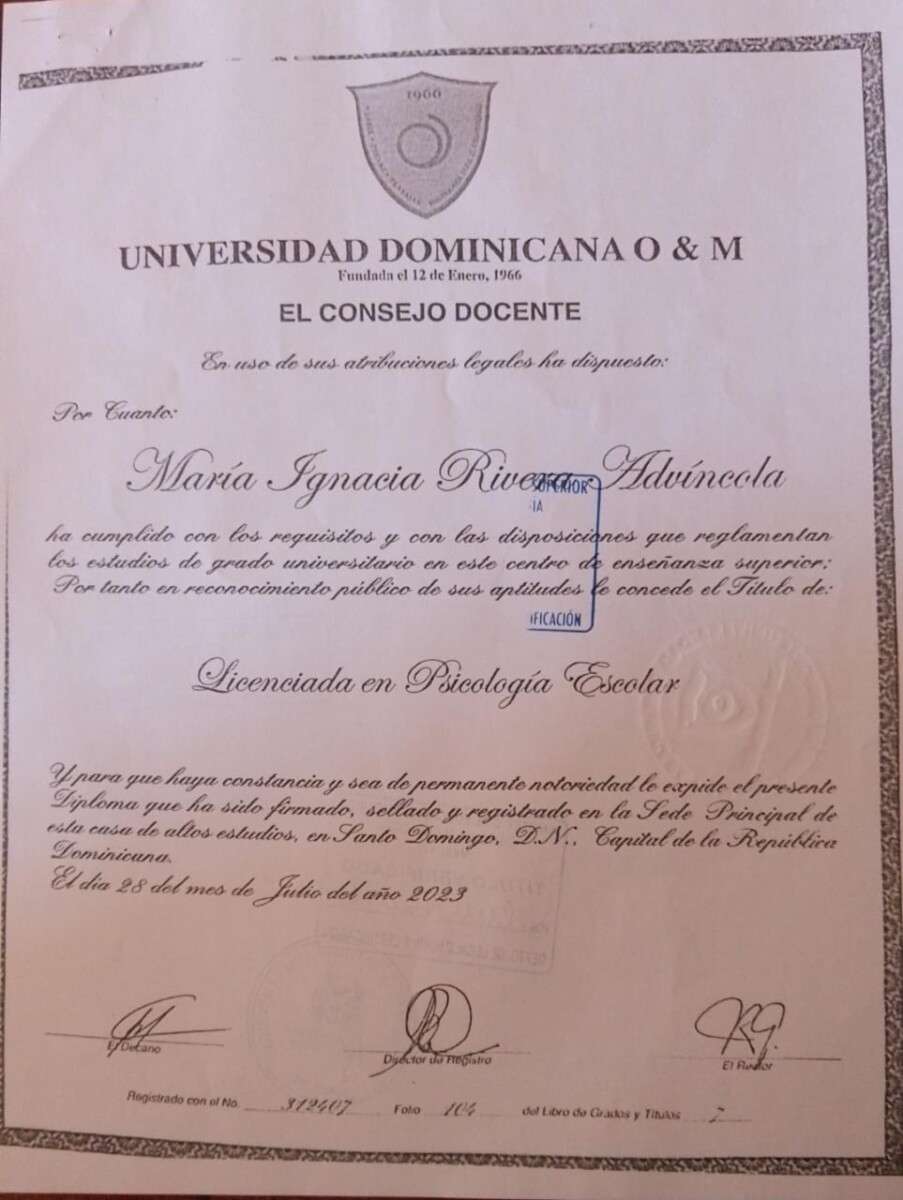 1966
UNIVERSIDAD DOMINICANA O & M
Fundada el 12 de Enero, 1966
EL CONSEJO DOCENTE
En uso de sus atribuciones legales ha dispuesto:
Por Cuanto:
María Ignacia Rivera Advíncola
SUPERIOR
IA
ha cumplido con los requisitos y con las disposiciones que reglamentan
los estudios de grado universitario en este centro de enseñanza superior:
Por tanto en reconocimiento público de sus aptitudes le concede el Título de:
IFICACIÓN
Licenciada en Psicología Escolar
Y para que haya constancia y sea de permanente notoriedad le expide el presente
Diploma que ha sido firmado, sellado y registrado en la Sede Principal de
esta casa de altos estudios, en Santo Domingo, D.N., Capital de la República
Dominicana.
El día 28 del mes de Julio del año 2023
El Decano
Director de Registro
El Rector
Registrado con el No. 312407 Folio 104 del Libro de Grados y Títulos 7